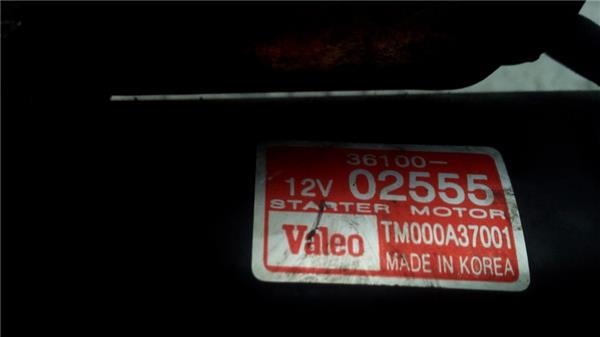 36100-
12V 02555
STARTER MOTOR
Valeo TM000A37001
MADE IN KOREA